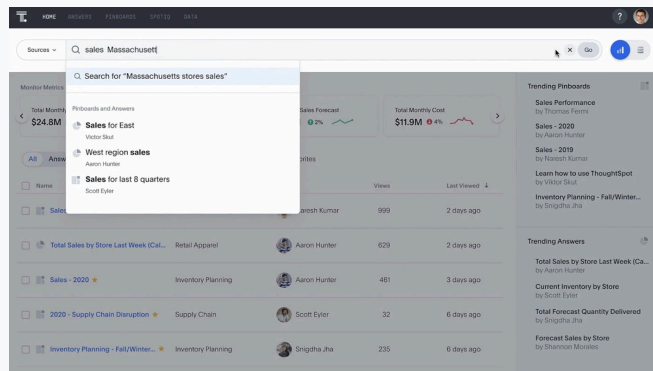 HOME ANSWERS PINBOARDS SPOTIQ DATA ?
Sources sales Massachusett Go
Search for "Massachusetts stores sales"
Pinboards and Answers
Sales for East
Victor Skut
West region sales
Aaron Hunter
Sales for last 8 quarters
Scott Eyler
Monitor Metrics
Total Monthly
$24.8M
Sales Forecast
2%
Total Monthly Cost
$11.9M 4%
All Answ
orites
Name Views Last Viewed
Sales Naresh Kumar 999 2 days ago
Total Sales by Store Last Week (Cal... Retail Apparel Aaron Hunter 629 2 days ago
Sales - 2020 Inventory Planning Aaron Hunter 461 3 days ago
2020 - Supply Chain Disruption Supply Chain Scott Eyler 32 6 days ago
Inventory Planning - Fall/Winter... Inventory Planning Snigdha Jha 235 6 days ago
Trending Pinboards
Sales Performance
by Thomas Fermi
Sales - 2020
by Aaron Hunter
Sales - 2019
by Naresh Kumar
Learn how to use ThoughtSpot
by Viktor Skut
Inventory Planning - Fall/Winter...
by Snigdha Jha
Trending Answers
Total Sales by Store Last Week (Ca...
by Aaron Hunter
Current Inventory by Store
by Scott Eyler
Total Forecast Quantity Delivered
by Snigdha Jha
Forecast Sales by Store
by Shannon Morales